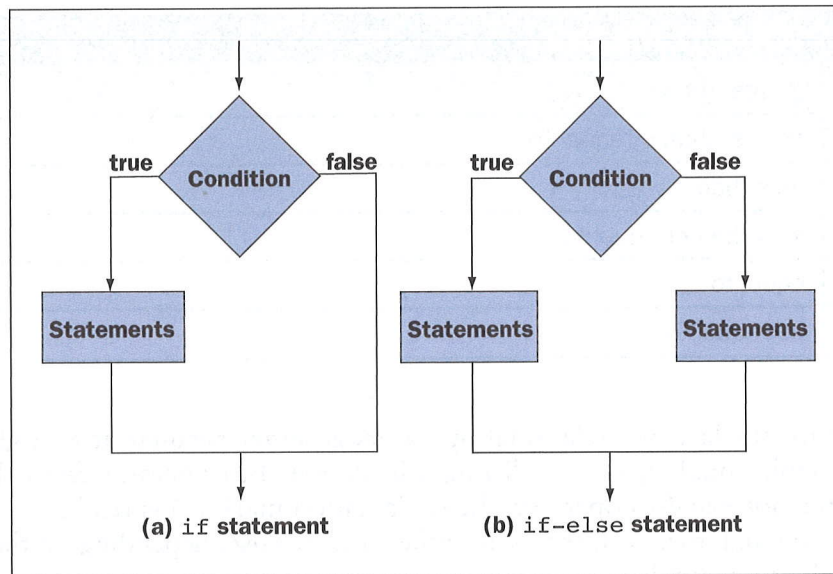 true
Condition
false
Statements
(a) if statement
true
Condition
false
Statements
Statements
(b) if-else statement